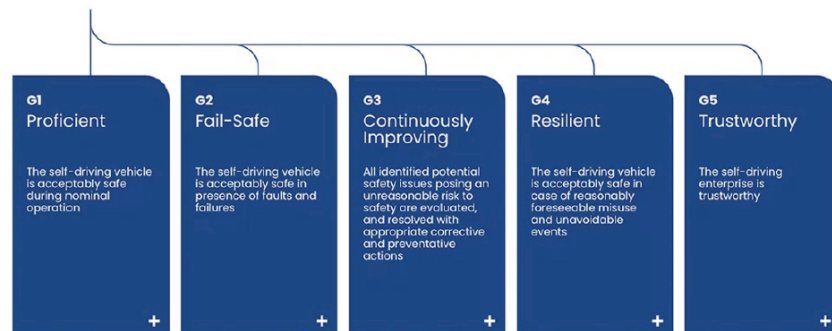 G1
Proficient
The self-driving vehicle
is acceptably safe
during nominal
operation
+
G2
Fail-Safe
The self-driving vehicle
is acceptably safe in
presence of faults and
failures
+
G3
Continuously
Improving
All identified potential
safety issues posing an
unreasonable risk to
safety are evaluated,
and resolved with
appropriate corrective
and preventative
actions
+
G4
Resilient
The self-driving vehicle
is acceptably safe in
case of reasonably
foreseeable misuse
and unavoidable
events
+
G5
Trustworthy
The self-driving
enterprise is
trustworthy
+